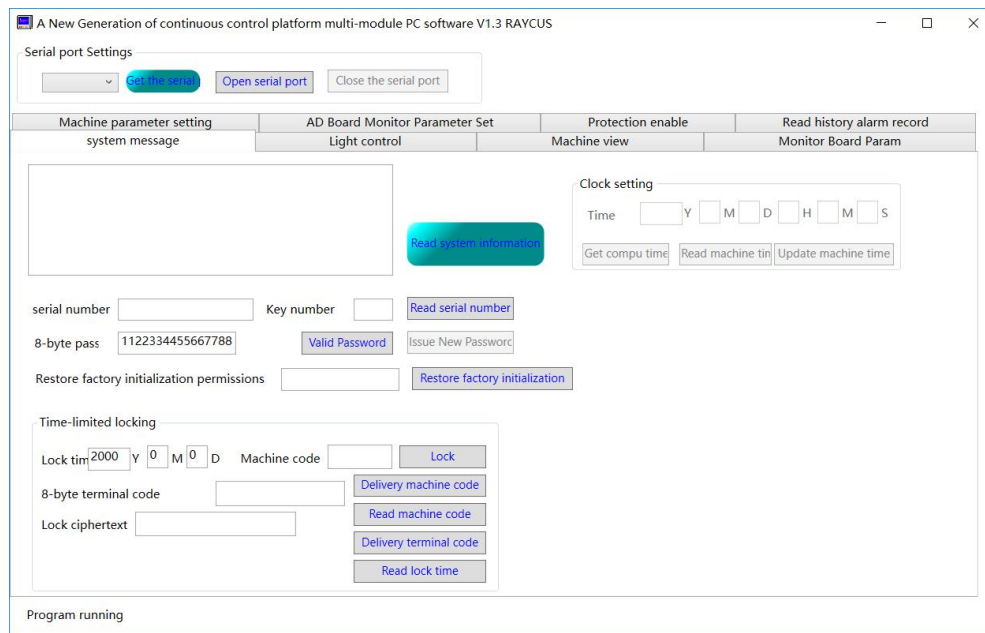 A New Generation of continuous control platform multi-module PC software V1.3 RAYCUS
Serial port Settings
Get the serial
Open serial port
Close the serial port
Machine parameter setting
AD Board Monitor Parameter Set
Protection enable
Read history alarm record
system message
Light control
Machine view
Monitor Board Param
Clock setting
Time Y M D H M S
Read system information
Get compu time
Read machine tin
Update machine time
serial number
Key number
Read serial number
8-byte pass
1122334455667788
Valid Password
Issue New Passworc
Restore factory initialization permissions
Restore factory initialization
Time-limited locking
Lock tim 2000 Y 0 M 0 D
Machine code
Lock
8-byte terminal code
Delivery machine code
Read machine code
Lock ciphertext
Delivery terminal code
Read lock time
Program running